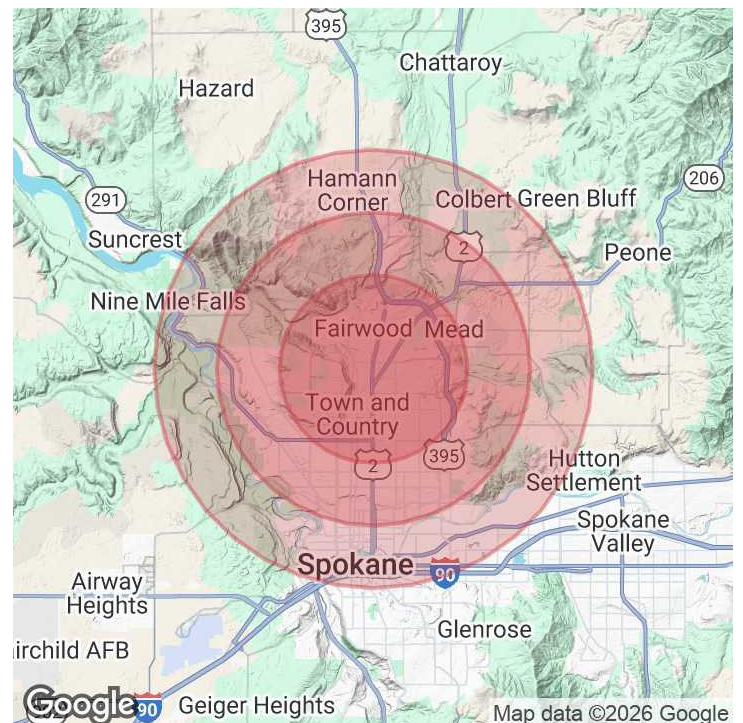 395
Chattaroy
Hazard
206
Hamann
Corner
291
Colbert
Green Bluff
Suncrest
2
Peone
Nine Mile Falls
Fairwood
Mead
Town and
Country
395
2
Hutton
Settlement
Spokane
Valley
Spokane
90
Airway
Heights
Glenrose
airchild AFB
Google
90
Geiger Heights
Map data ©2026 Google